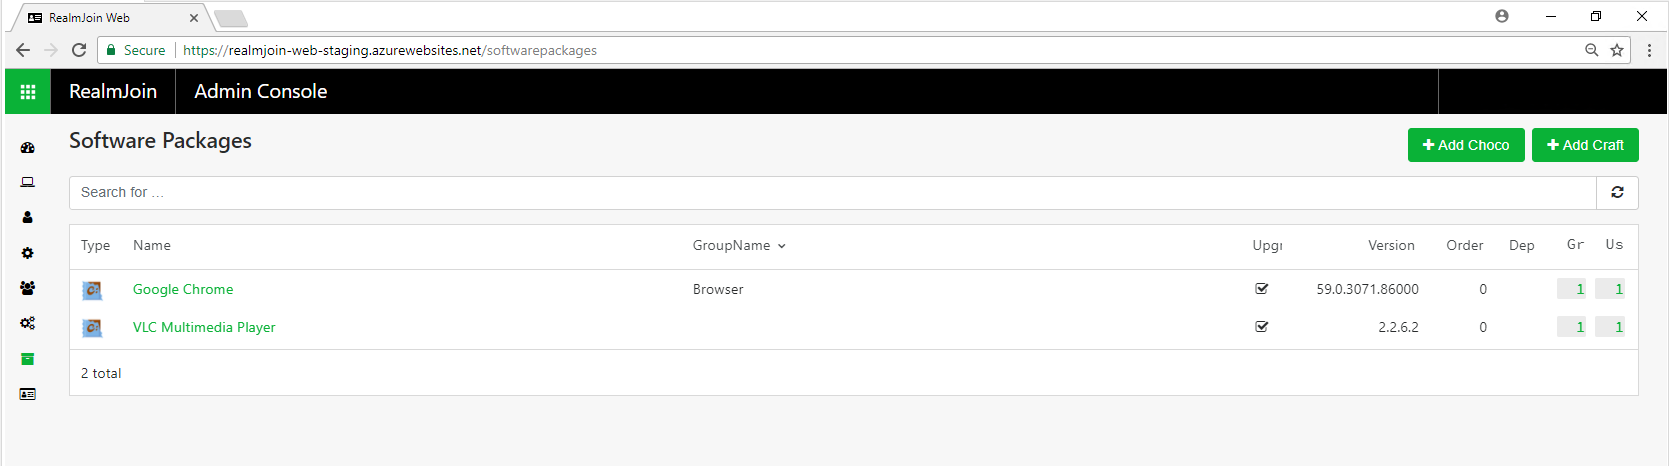 RealmJoin Web
Secure https://realmjoin-web-staging.azurewebsites.net/softwarepackages
RealmJoin Admin Console
Software Packages Add Choco Add Craft
Search for ...
Type Name GroupName Upgr Version Order Dep Gr Us
Google Chrome Browser 59.0.3071.86000 0 1 1
VLC Multimedia Player 2.2.6.2 0 1 1
2 total